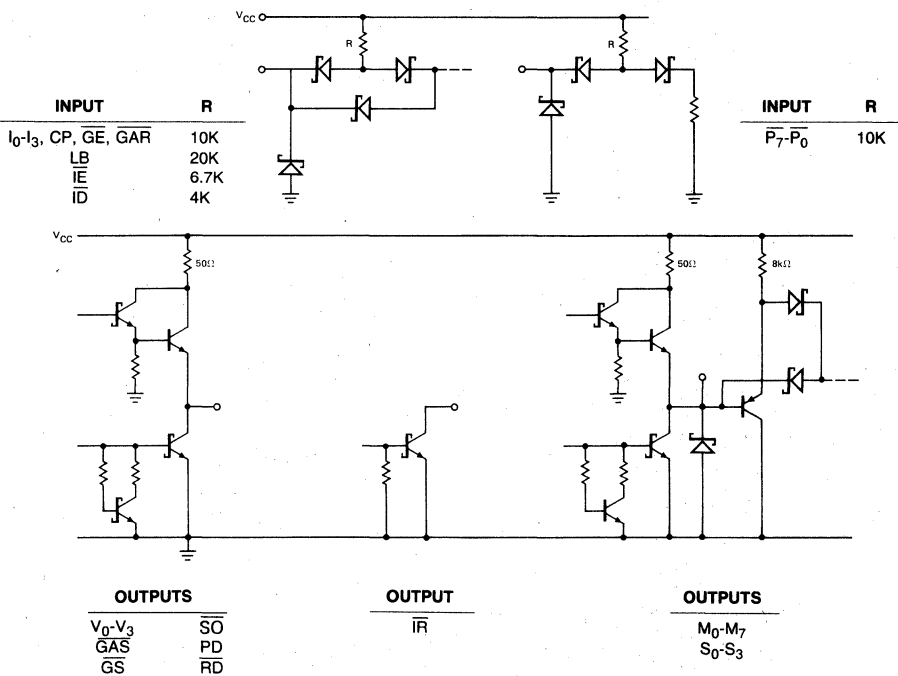 VCC
R
R
INPUT R
I0-I3, CP, GE, GAR 10K
LB 20K
IE 6.7K
ID 4K
INPUT R
P7-P0 10K
VCC
50Ω
50Ω
8kΩ
OUTPUTS
V0-V3 SO
GAS PD
GS RD
OUTPUT
IR
OUTPUTS
M0-M7
S0-S3